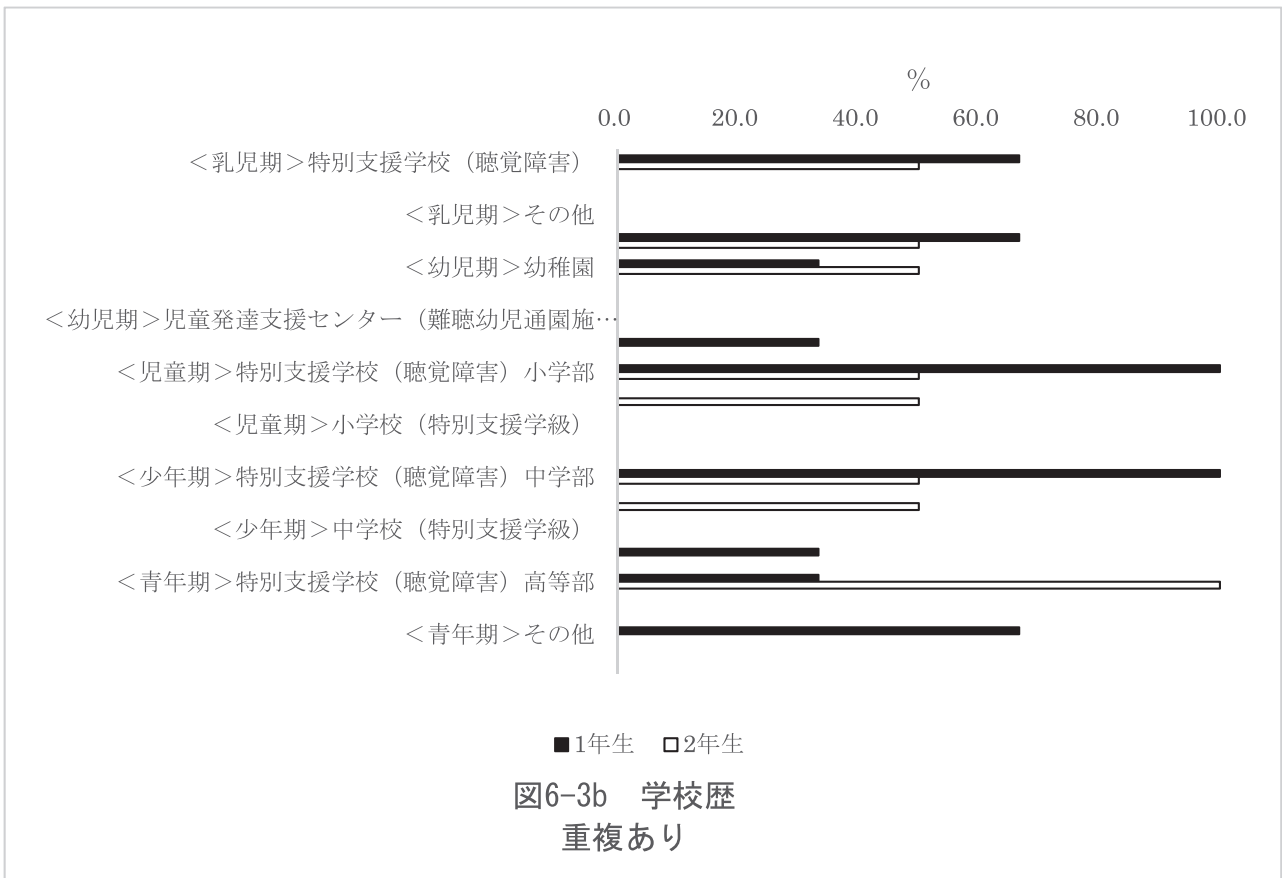 %
0.0 20.0 40.0 60.0 80.0 100.0
＜乳児期＞特別支援学校（聴覚障害）
＜乳児期＞その他
＜幼児期＞幼稚園
＜幼児期＞児童発達支援センター（難聴幼児通園施…
＜児童期＞特別支援学校（聴覚障害）小学部
＜児童期＞小学校（特別支援学級）
＜少年期＞特別支援学校（聴覚障害）中学部
＜少年期＞中学校（特別支援学級）
＜青年期＞特別支援学校（聴覚障害）高等部
＜青年期＞その他
■1年生 □2年生
図6-3b 学校歴
重複あり